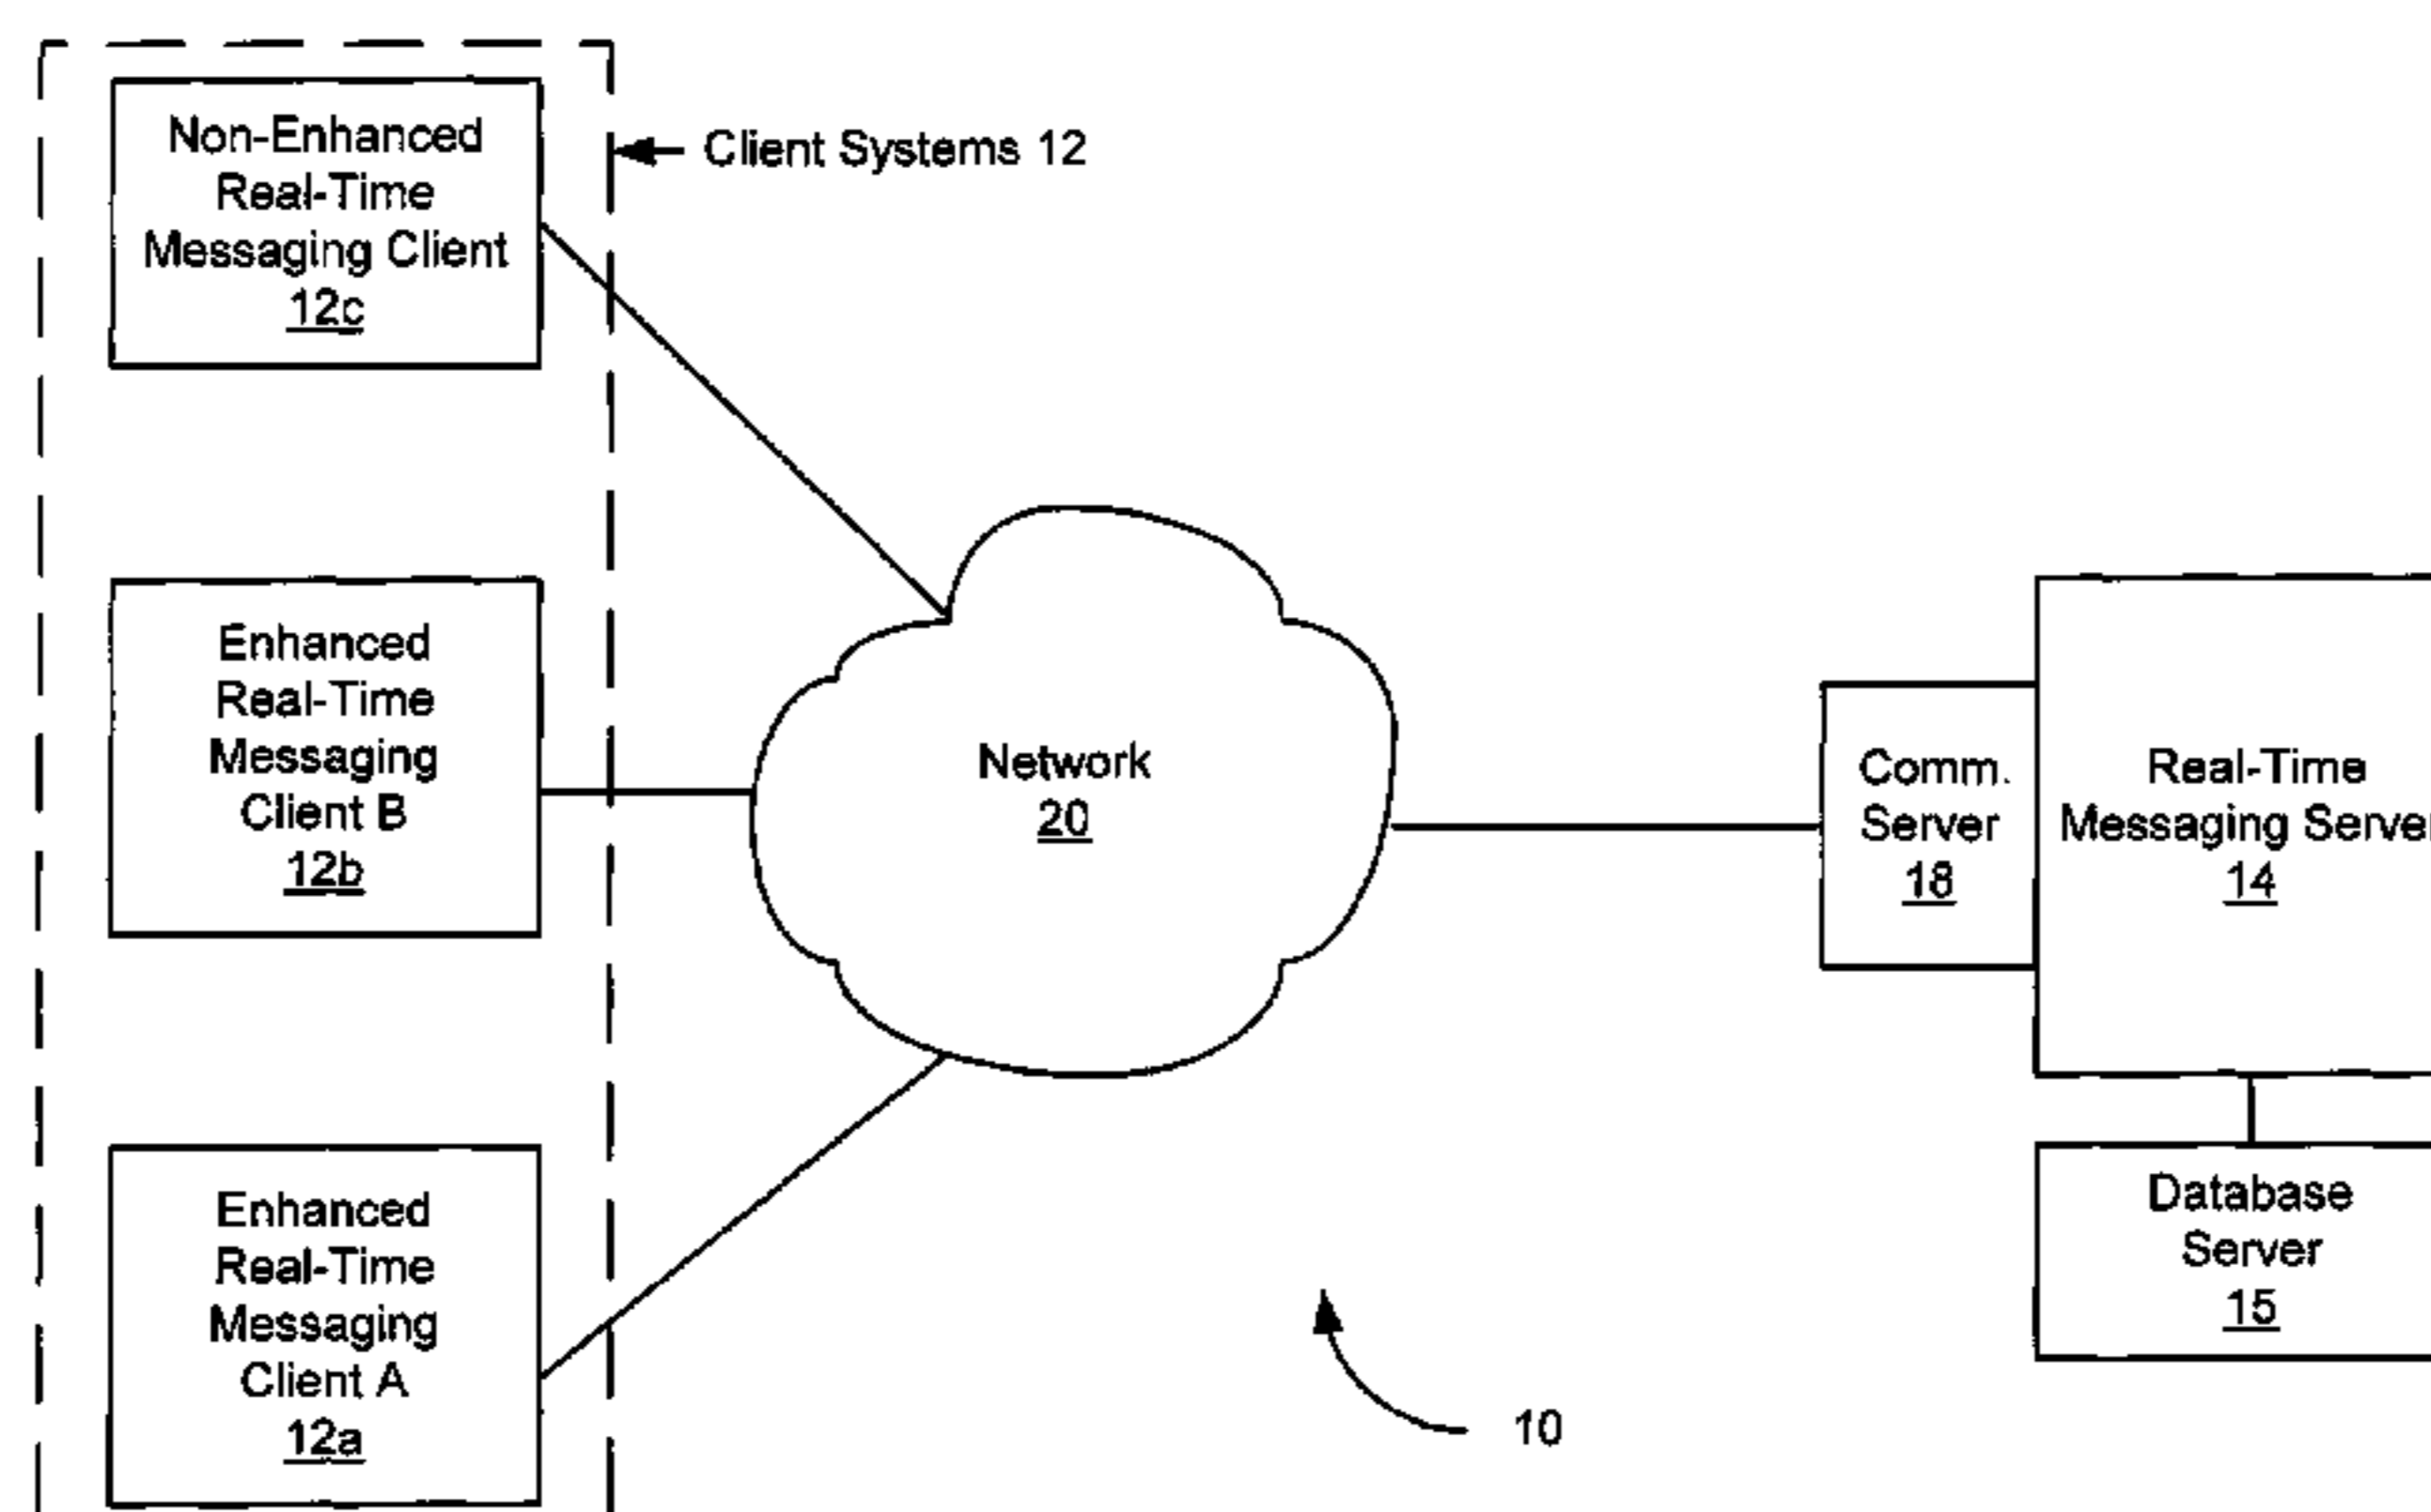 Non-Enhanced
Real-Time
Messaging Client
12c
Client Systems 12
Enhanced
Real-Time
Messaging
Client B
12b
Network
20
Comm.
Server
18
Real-Time
Messaging Server
14
Enhanced
Real-Time
Messaging
Client A
12a
Database
Server
15
10